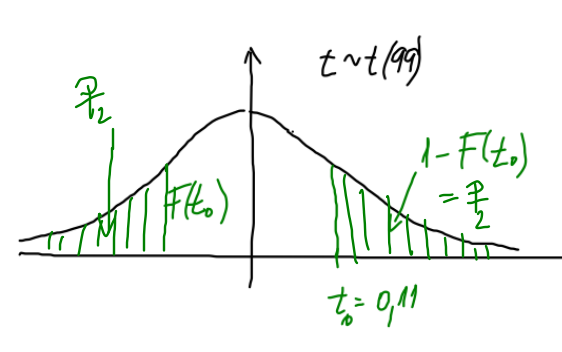 t ~ t(99)
P/2
1 - F(t₀)
= P/2
F(t₀)
t₀ = 0,11